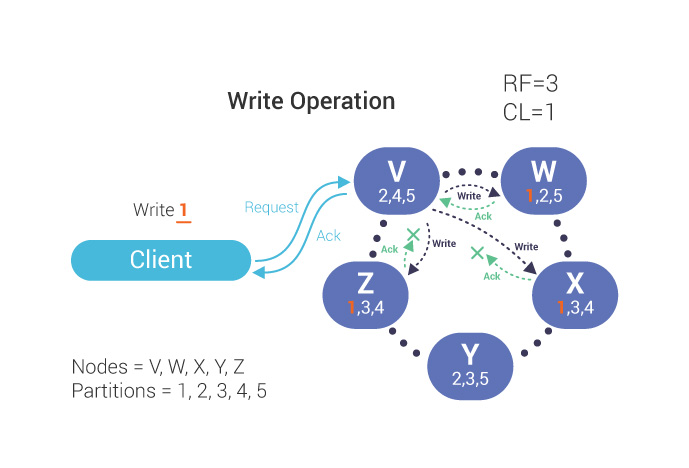 Write Operation
RF=3
CL=1
V
2,4,5
W
1,2,5
Write
Ack
Write 1
Request
Ack
Client
Ack
Write
Write
Ack
Z
1,3,4
X
1,3,4
Y
2,3,5
Nodes = V, W, X, Y, Z
Partitions = 1, 2, 3, 4, 5